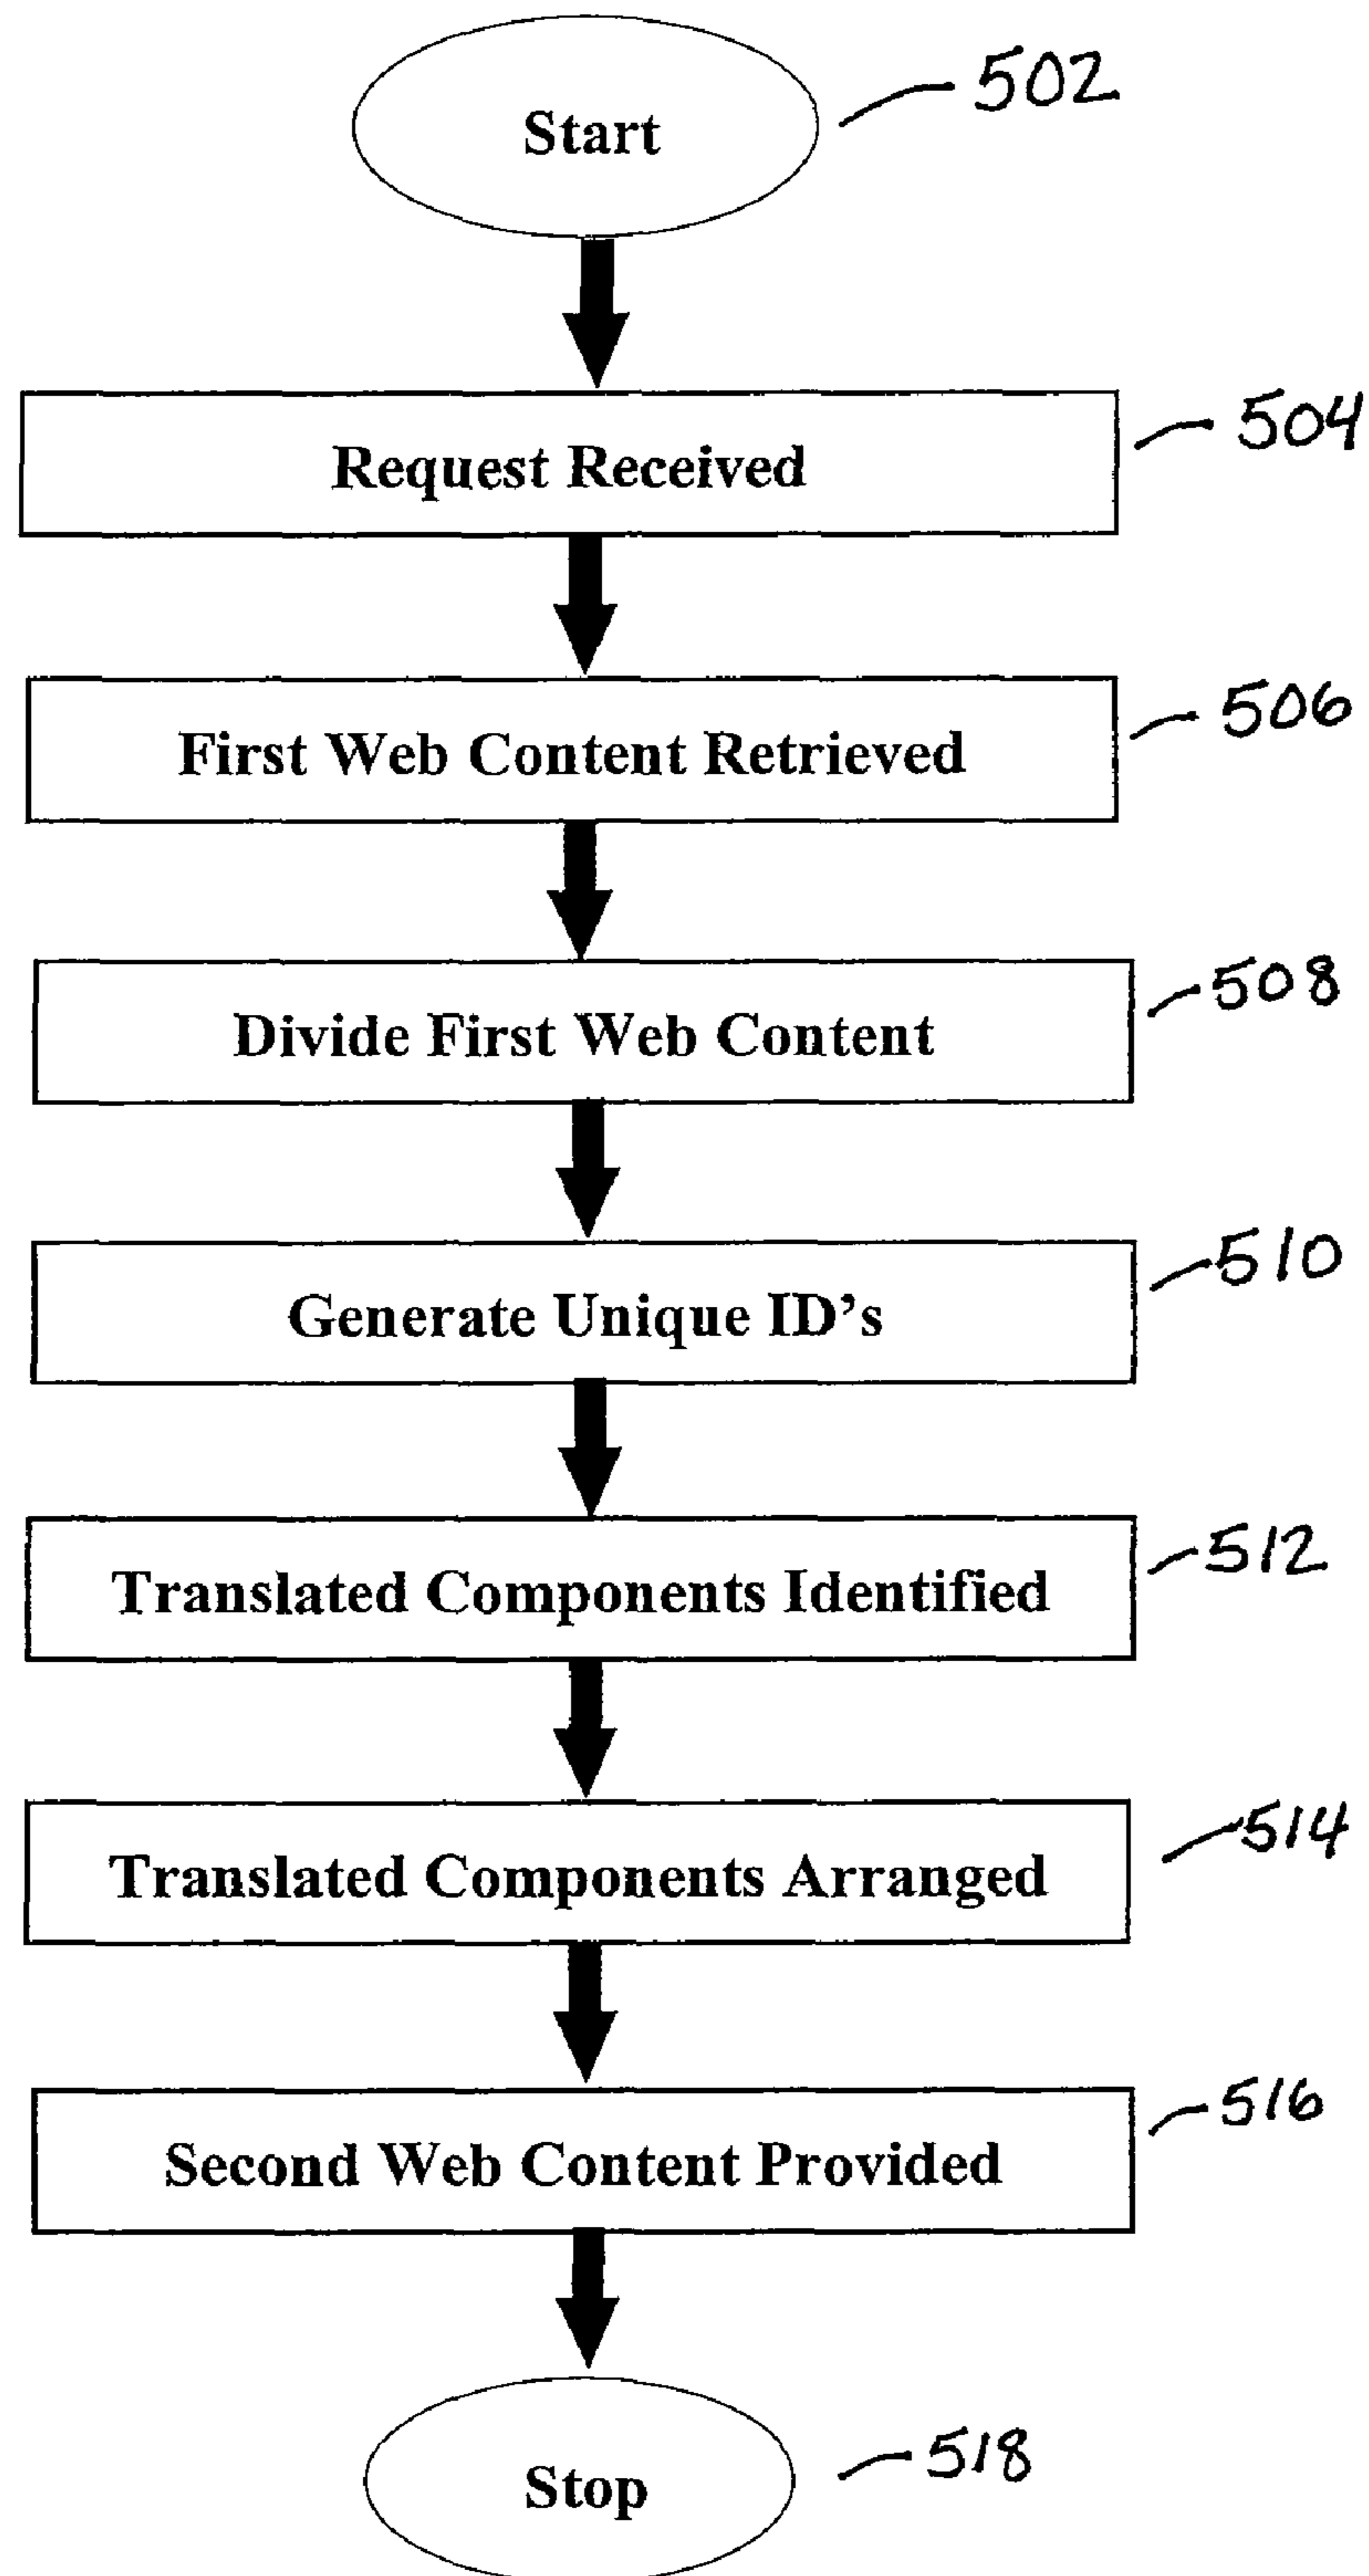 Start
502
Request Received
504
First Web Content Retrieved
506
Divide First Web Content
508
Generate Unique ID’s
510
Translated Components Identified
512
Translated Components Arranged
514
Second Web Content Provided
516
Stop
518